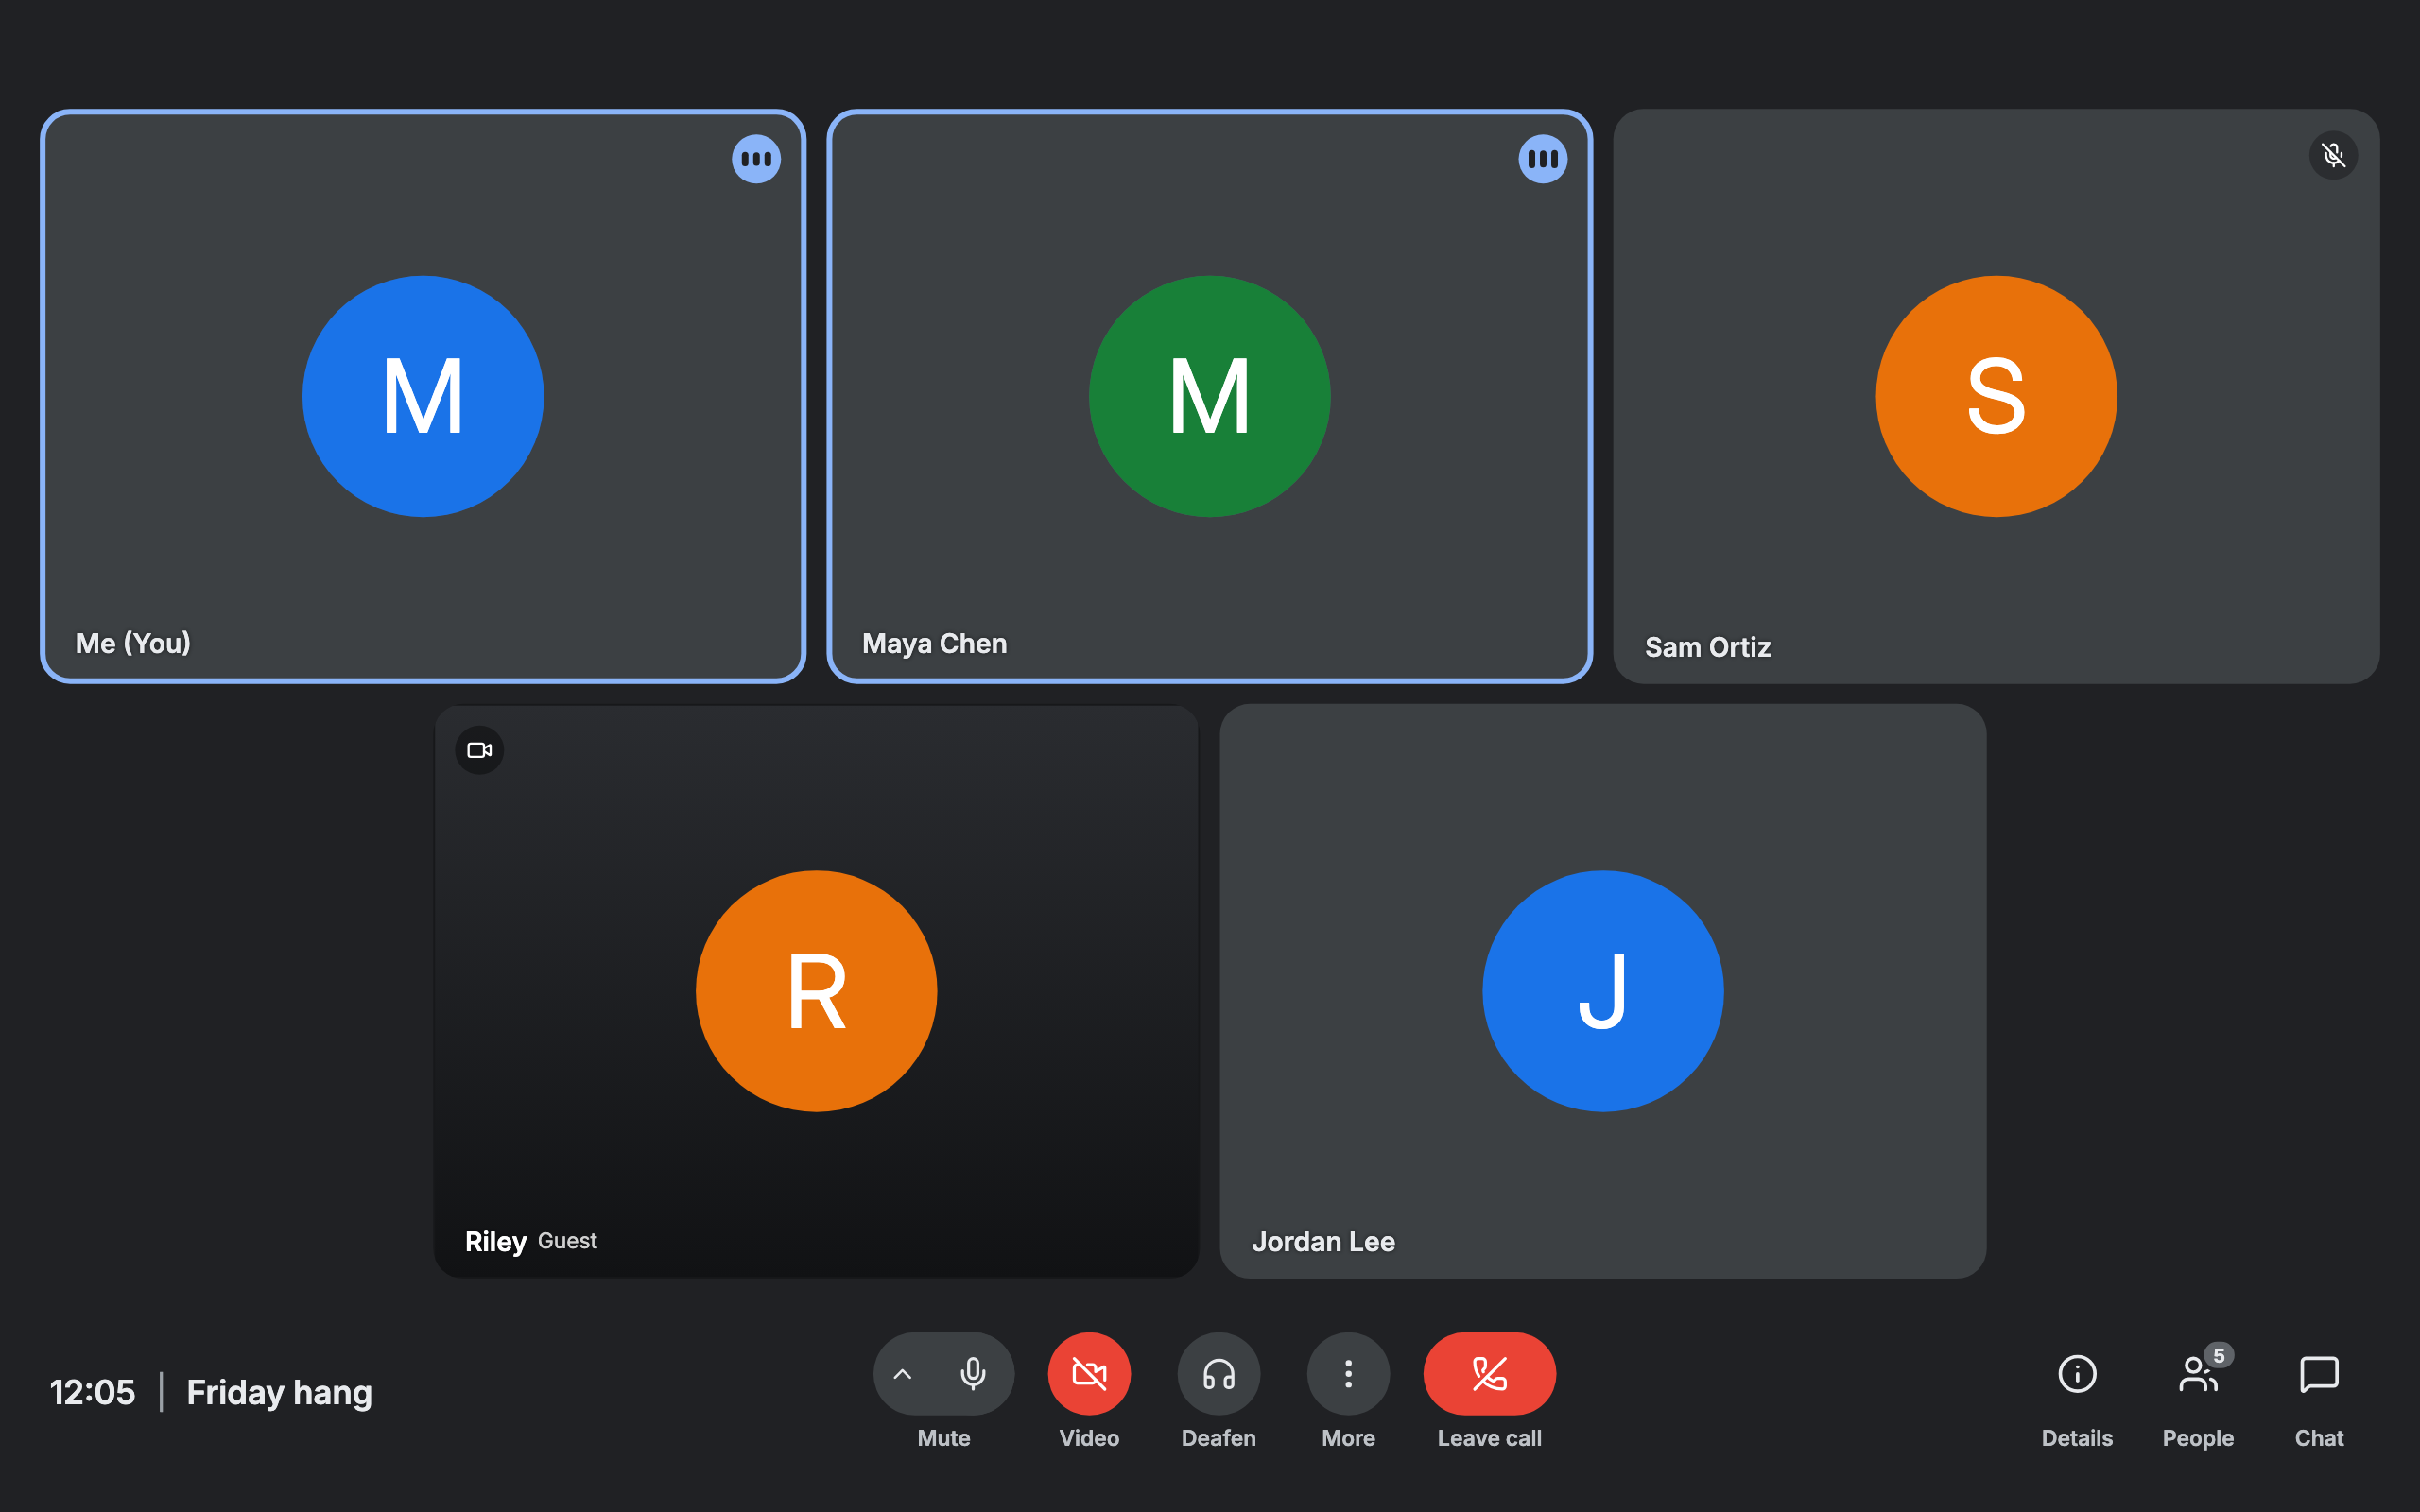 M
Me (You)
M
Maya Chen
S
Sam Ortiz
R
Riley Guest
J
Jordan Lee
12:05 | Friday hang
Mute
Video
Deafen
More
Leave call
Details
5
People
Chat